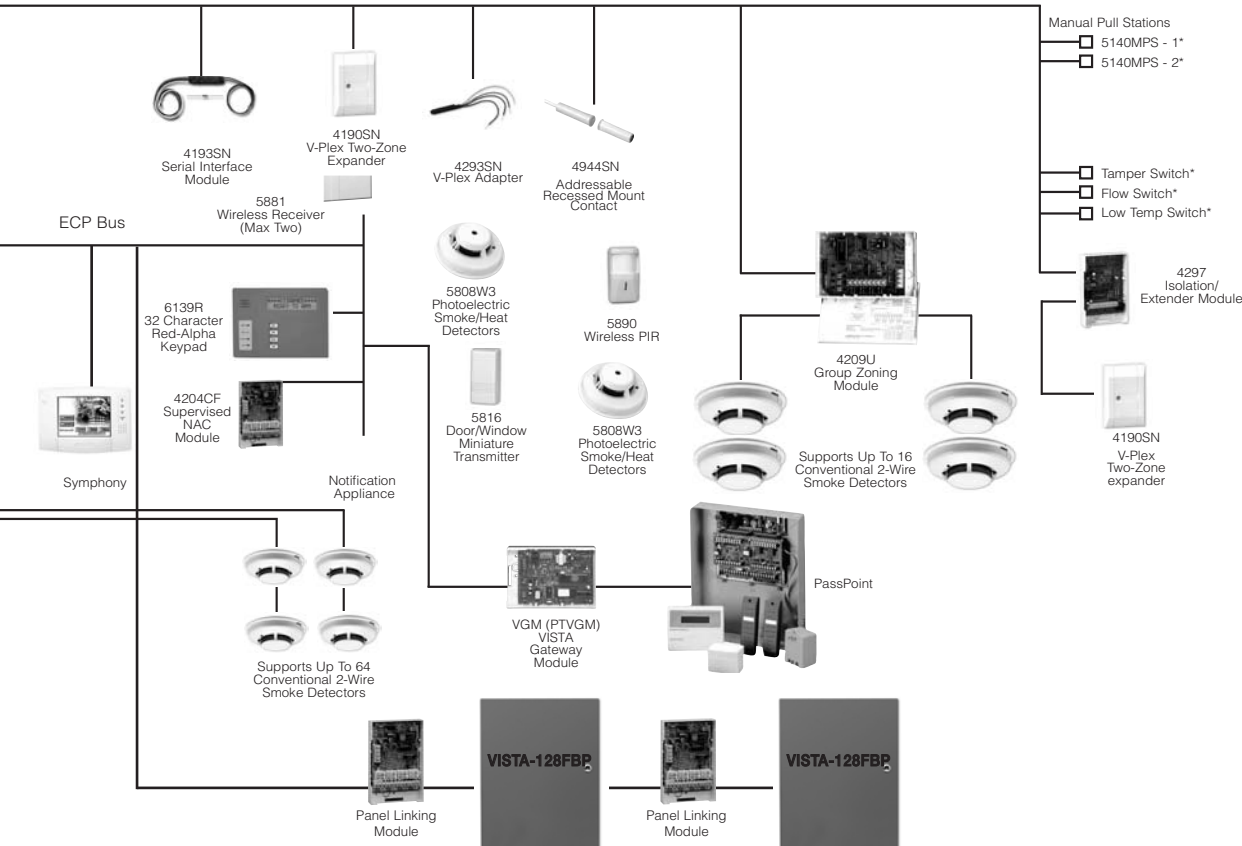 Manual Pull Stations
5140MPS - 1*
5140MPS - 2*
4193SN
Serial Interface
Module
4190SN
V-Plex Two-Zone
Expander
4293SN
V-Plex Adapter
4944SN
Addressable
Recessed Mount
Contact
Tamper Switch*
Flow Switch*
Low Temp Switch*
5881
Wireless Receiver
(Max Two)
ECP Bus
6139R
32 Character
Red-Alpha
Keypad
5808W3
Photoelectric
Smoke/Heat
Detectors
5890
Wireless PIR
4297
Isolation/
Extender Module
4209U
Group Zoning
Module
4204CF
Supervised
NAC
Module
5816
Door/Window
Miniature
Transmitter
5808W3
Photoelectric
Smoke/Heat
Detectors
Supports Up To 16
Conventional 2-Wire
Smoke Detectors
4190SN
V-Plex
Two-Zone
expander
Symphony
Notification
Appliance
VGM (PTVGM)
VISTA
Gateway
Module
PassPoint
Supports Up To 64
Conventional 2-Wire
Smoke Detectors
VISTA-128FBP
VISTA-128FBP
Panel Linking
Module
Panel Linking
Module